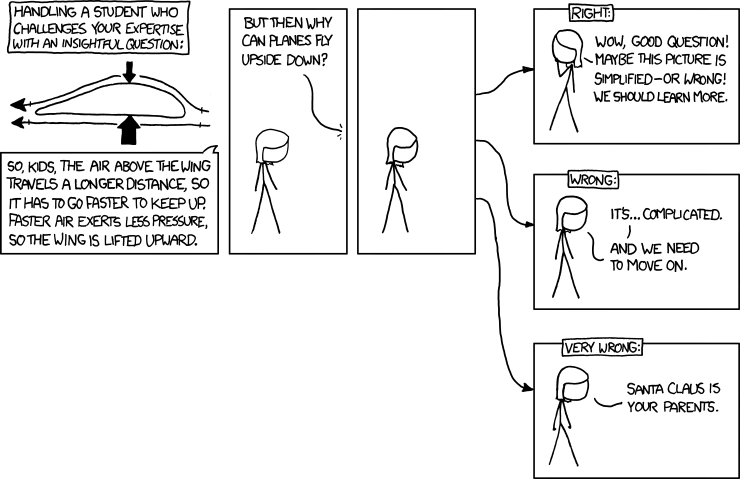 HANDLING A STUDENT WHO
CHALLENGES YOUR EXPERTISE
WITH AN INSIGHTFUL QUESTION:
SO, KIDS, THE AIR ABOVE THE WING
TRAVELS A LONGER DISTANCE, SO
IT HAS TO GO FASTER TO KEEP UP.
FASTER AIR EXERTS LESS PRESSURE,
SO THE WING IS LIFTED UPWARD.
BUT THEN WHY
CAN PLANES FLY
UPSIDE DOWN?
RIGHT:
WOW, GOOD QUESTION!
MAYBE THIS PICTURE IS
SIMPLIFIED—OR WRONG!
WE SHOULD LEARN MORE.
WRONG:
IT'S... COMPLICATED.
AND WE NEED
TO MOVE ON.
VERY WRONG:
SANTA CLAUS IS
YOUR PARENTS.